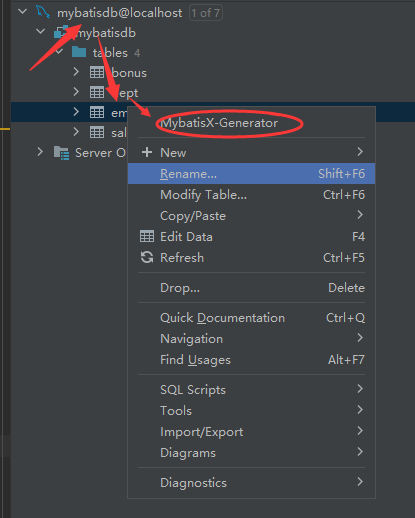 mybatisdb@localhost 1 of 7
mybatisdb
tables 4
bonus
ept
em
sal
Server O
MybatisX-Generator
New
Rename... Shift+F6
Modify Table... Ctrl+F6
Copy/Paste
Edit Data F4
Refresh Ctrl+F5
Drop... Delete
Quick Documentation Ctrl+Q
Navigation
Find Usages Alt+F7
SQL Scripts
Tools
Import/Export
Diagrams
Diagnostics